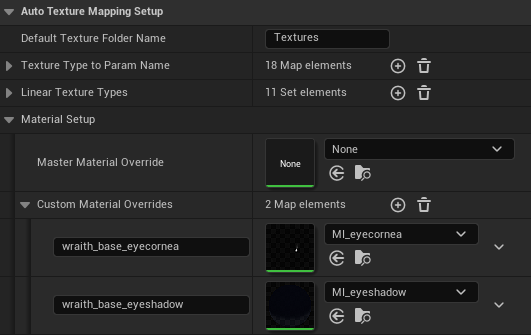 Auto Texture Mapping Setup
Default Texture Folder Name
Textures
Texture Type to Param Name
18 Map elements
Linear Texture Types
11 Set elements
Material Setup
Master Material Override
None
None
Custom Material Overrides
2 Map elements
wraith_base_eyecornea
MI_eyecornea
wraith_base_eyeshadow
MI_eyeshadow